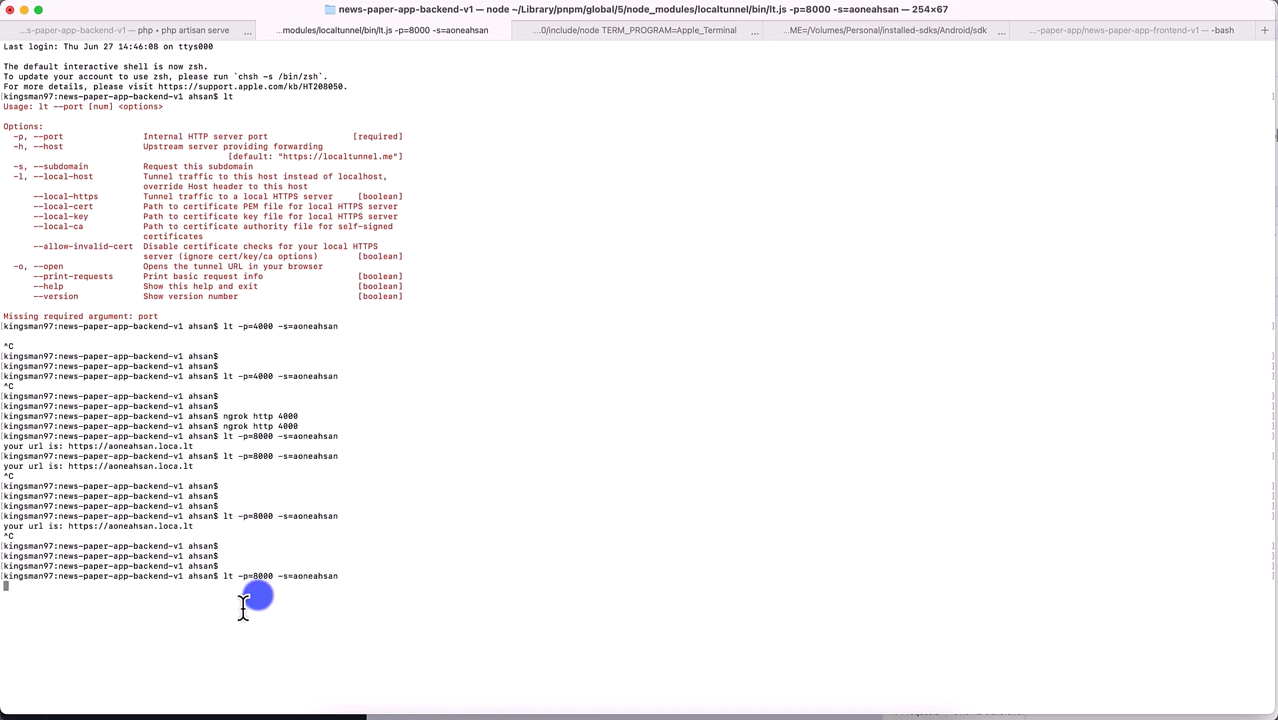 news-paper-app-backend-v1 — node ~/Library/pnpm/global/5/node_modules/localtunnel/bin/lt.js -p=8000 -s=aoneahsan — 254×67
...s-paper-app-backend-v1 — php • php artisan serve ...
...modules/localtunnel/bin/lt.js -p=8000 -s=aoneahsan
...0/include/node TERM_PROGRAM=Apple_Terminal ...
...ME=/Volumes/Personal/installed-sdks/Android/sdk ...
...-paper-app/news-paper-app-frontend-v1 — -bash
+
Last login: Thu Jun 27 14:46:08 on ttys000
The default interactive shell is now zsh.
To update your account to use zsh, please run `chsh -s /bin/zsh`.
For more details, please visit https://support.apple.com/kb/HT208050.
[kingsman97:news-paper-app-backend-v1 ahsan$ lt ]
Usage: lt --port [num] <options>
Options:
-p, --port Internal HTTP server port [required]
-h, --host Upstream server providing forwarding
[default: "https://localtunnel.me"]
-s, --subdomain Request this subdomain
-l, --local-host Tunnel traffic to this host instead of localhost,
override Host header to this host
--local-https Tunnel traffic to a local HTTPS server [boolean]
--local-cert Path to certificate PEM file for local HTTPS server
--local-key Path to certificate key file for local HTTPS server
--local-ca Path to certificate authority file for self-signed
certificates
--allow-invalid-cert Disable certificate checks for your local HTTPS
server (ignore cert/key/ca options) [boolean]
-o, --open Opens the tunnel URL in your browser
--print-requests Print basic request info [boolean]
--help Show this help and exit [boolean]
--version Show version number [boolean]
Missing required argument: port
[kingsman97:news-paper-app-backend-v1 ahsan$ lt -p=4000 -s=aoneahsan ]
^C
[kingsman97:news-paper-app-backend-v1 ahsan$ ]
[kingsman97:news-paper-app-backend-v1 ahsan$ ]
[kingsman97:news-paper-app-backend-v1 ahsan$ lt -p=4000 -s=aoneahsan ]
^C
[kingsman97:news-paper-app-backend-v1 ahsan$ ]
[kingsman97:news-paper-app-backend-v1 ahsan$ ]
[kingsman97:news-paper-app-backend-v1 ahsan$ ngrok http 4000 ]
[kingsman97:news-paper-app-backend-v1 ahsan$ ngrok http 4000 ]
[kingsman97:news-paper-app-backend-v1 ahsan$ lt -p=8000 -s=aoneahsan ]
your url is: https://aoneahsan.loca.lt
[kingsman97:news-paper-app-backend-v1 ahsan$ lt -p=8000 -s=aoneahsan ]
your url is: https://aoneahsan.loca.lt
^C
[kingsman97:news-paper-app-backend-v1 ahsan$ ]
[kingsman97:news-paper-app-backend-v1 ahsan$ ]
[kingsman97:news-paper-app-backend-v1 ahsan$ ]
[kingsman97:news-paper-app-backend-v1 ahsan$ lt -p=8000 -s=aoneahsan ]
your url is: https://aoneahsan.loca.lt
^C
[kingsman97:news-paper-app-backend-v1 ahsan$ ]
[kingsman97:news-paper-app-backend-v1 ahsan$ ]
[kingsman97:news-paper-app-backend-v1 ahsan$ ]
[kingsman97:news-paper-app-backend-v1 ahsan$ lt -p=8000 -s=aoneahsan ]